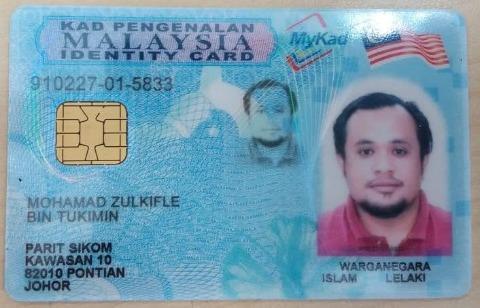 KAD PENGENALAN
MALAYSIA
IDENTITY CARD
MyKad
910227-01-5833
MOHAMAD ZULKIFLE
BIN TUKIMIN
PARIT SIKOM
KAWASAN 10
82010 PONTIAN
JOHOR
WARGANEGARA
ISLAM LELAKI